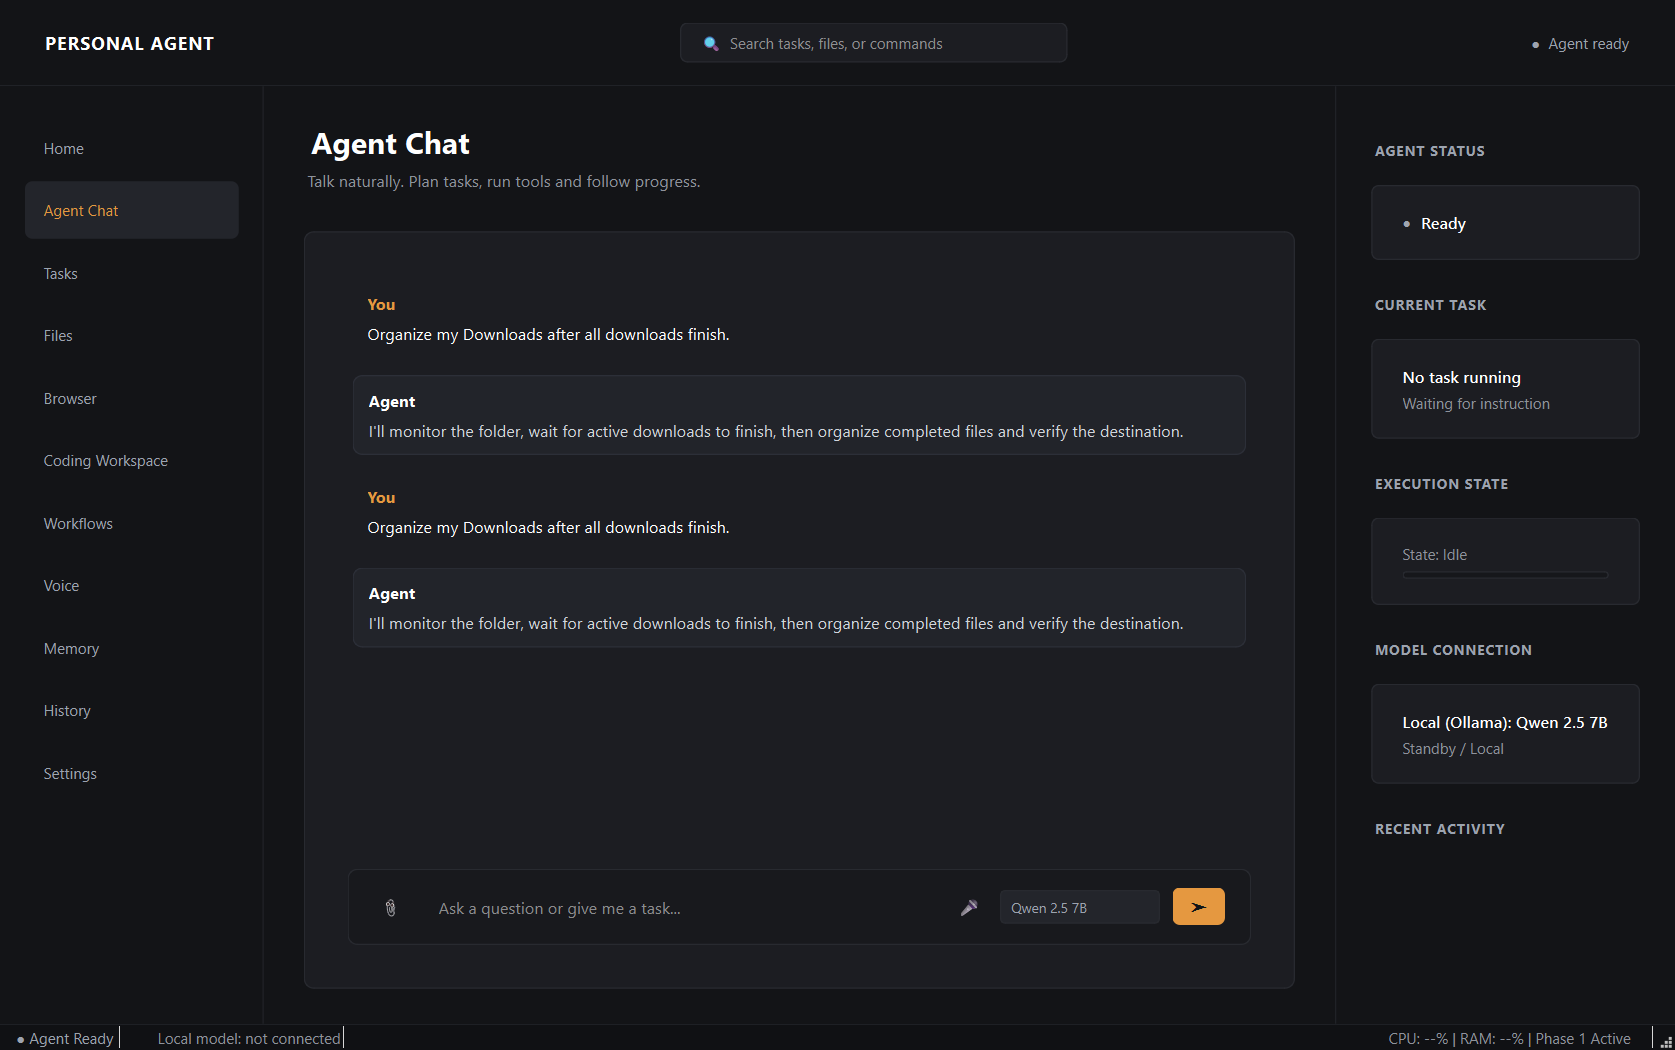 PERSONAL AGENT
Search tasks, files, or commands
● Agent ready
Home
Agent Chat
Tasks
Files
Browser
Coding Workspace
Workflows
Voice
Memory
History
Settings
Agent Chat
Talk naturally. Plan tasks, run tools and follow progress.
You
Organize my Downloads after all downloads finish.
Agent
I'll monitor the folder, wait for active downloads to finish, then organize completed files and verify the destination.
You
Organize my Downloads after all downloads finish.
Agent
I'll monitor the folder, wait for active downloads to finish, then organize completed files and verify the destination.
Ask a question or give me a task...
Qwen 2.5 7B
AGENT STATUS
● Ready
CURRENT TASK
No task running
Waiting for instruction
EXECUTION STATE
State: Idle
MODEL CONNECTION
Local (Ollama): Qwen 2.5 7B
Standby / Local
RECENT ACTIVITY
● Agent Ready
Local model: not connected
CPU: --% | RAM: --% | Phase 1 Active